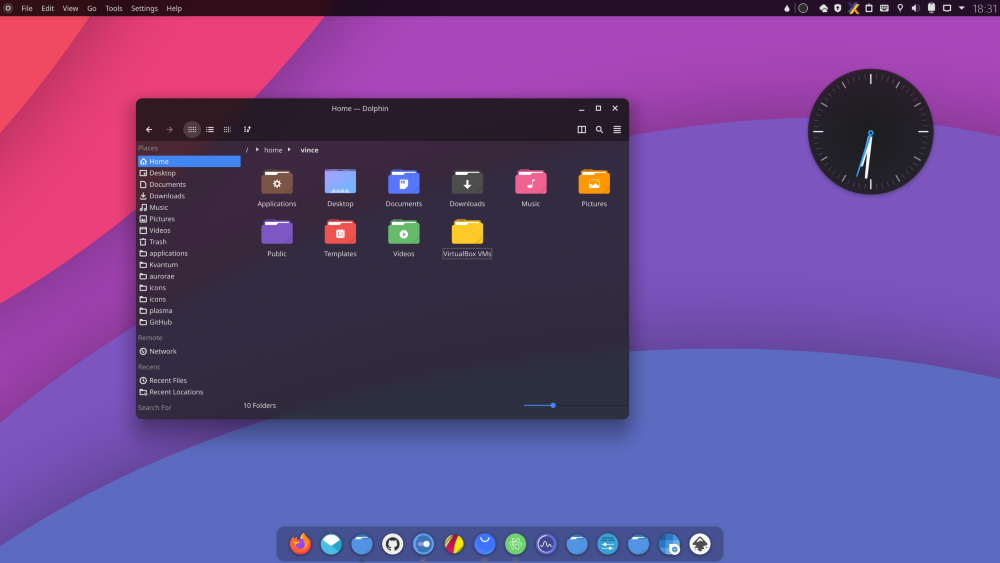 File Edit View Go Tools Settings Help
18:31
Home — Dolphin
Places
Home
Desktop
Documents
Downloads
Music
Pictures
Videos
Trash
applications
Kvantum
aurorae
icons
icons
plasma
GitHub
Remote
Network
Recent
Recent Files
Recent Locations
Search For
/ home vince
Applications Desktop Documents Downloads Music Pictures
Public Templates Videos VirtualBox VMs
10 Folders